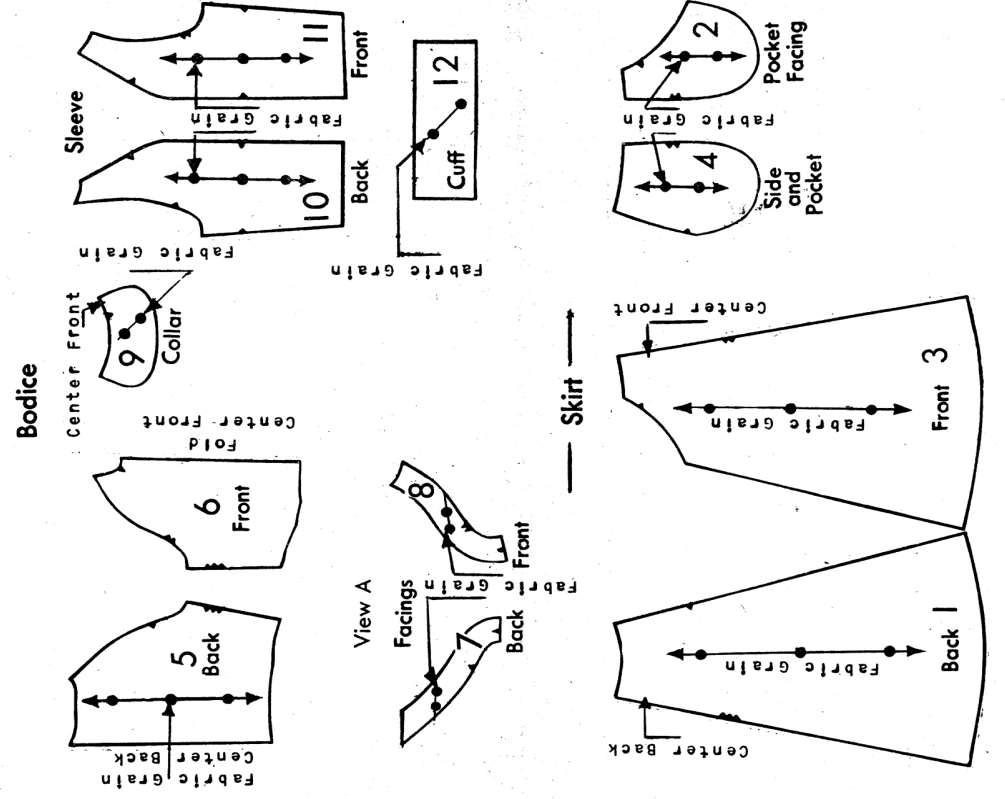 Bodice
Fabric Grain
Center Back
5
Back
6
Front
Fold
Center Front
Center Front
9
Collar
Fabric Grain
Sleeve
10
Back
Fabric Grain
11
Front
View A
Facings
7
Back
Fabric Grain
8
Front
Fabric Grain
12
Cuff
Skirt
Center Back
Fabric Grain
Back 1
Center Front
Fabric Grain
Front 3
4
Side
and
Pocket
Fabric Grain
2
Pocket
Facing